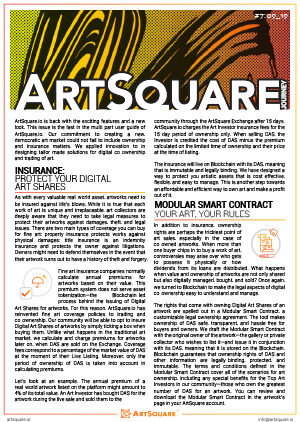 #7:09_19
ARTSQUARE
JOURNEY
ArtSquare.io is back with the exciting features and a new
look. This issue is the last in the multi part user guide of
ArtSquare.io. Our commitment to creating a new,
democratic art market could not fail to include ownership
and insurance matters. We applied innovation to in
designing tailor made solutions for digital co ownership
and trading of art.
INSURANCE:
PROTECT YOUR DIGITAL
ART SHARES
As with every valuable real world asset, artworks need to
be insured against life's blows. While it is true that each
work of art is unique and irreplaceable, art collectors are
deeply aware that they need to take legal measures to
protect their artworks against damages, theft and legal
issues. There are two main types of coverage you can buy
for fine art: property insurance protects works against
physical damages; title insurance is an indemnity
insurance and protects the owner against litigations.
Owners might need to defend themselves in the event that
their artwork turns out to have a history of theft and forgery.
Fine art insurance companies normally
calculate annual premiums for
artworks based on their value. This
premium system does not serve asset
tokenization—the Blockchain led
process behind the issuing of Digital
Art Shares for artworks, for that reason, ArtSquare.io has
reinvented fine art coverage policies to trading and
co ownership. Our community will be able to opt to insure
Digital Art Shares of artworks by simply ticking a box when
buying them. Unlike what happens in the traditional art
market, we calculate and charge premiums for artworks
later on, when DAS are sold on the Exchange. Coverage
fees correspond to a percentage of the market value of DAS
at the moment of their Live Listing. Moreover, only the
period of ownership of DAS is taken into account in
calculating premiums.
Let's look at an example. The annual premium of a
real world artwork listed on the platform might amount to
4% of its total value. An Art Investor has bought DAS for the
artwork during the live sale and sold them to the
community through the ArtSquare Exchange after 15 days.
ArtSquare.io charges the Art Investor insurance fees for the
15 day period of ownership only. When selling DAS, the
investor is credited the cost of DAS minus the premium
calculated on the limited time of ownership and their price
at the time of listing.
The insurance will live on Blockchain with its DAS, meaning
that is immutable and legally binding. We have designed a
way to protect you artistic assets that is cost effective,
flexible, and easy to manage. This is another step towards
an affordable and efficient way to own art and make a profit
out of it.
MODULAR SMART CONTRACT
YOUR ART, YOUR RULES
In addition to insurance, ownership
rights are perhaps the trickiest point of
art sales, especially in the case of
co owned artworks. When more than
one buyer chips in to buy a work of art,
controversies may arise over who gets
to possess it physically or how
dividends from its loans are distributed. What happens
when value and ownership of artworks are not only shared
but also digitally managed, bought, and sold? Once again
we turned to Blockchain to make the legal aspects of digital
co ownership easy to understand and manage.
The rights that come with owning Digital Art Shares of an
artwork are spelled out in a Modular Smart Contract, a
customizable legal ownership agreement. The tool makes
ownership of DAS safe, transparent, and hassle free for
buyers and owners. We draft the Modular Smart Contract
with the original owner of the artwork—the gallery or private
collector who wishes to list it—and issue it in conjunction
with its DAS, meaning that it is stored on the Blockchain.
Blockchain guarantees that ownership rights of DAS and
other information are legally binding, protected, and
immutable. The terms and conditions defined in the
Modular Smart Contract cover all of the scenarios for art
ownership, including any special benefits for the Top Art
Investors in our community—those who own the greatest
number of DAS for an artwork. You can review and
download the Modular Smart Contract in the artwork's
page in your ArtSquare account.
ARTSQUARE
artsquare.io
info@artsquare.io